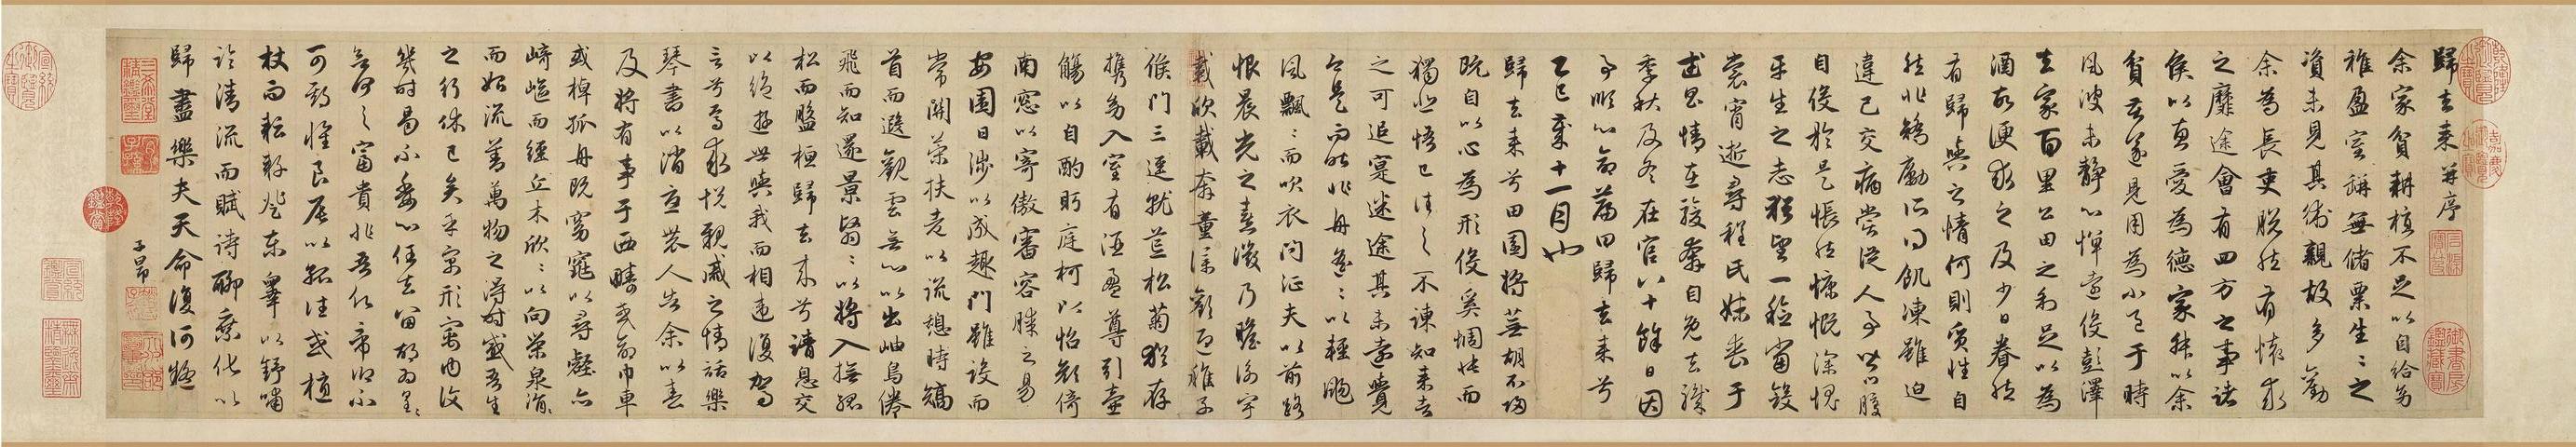 歸去來并序
余家貧耕植不足以自給幼
稚盈室缾無儲粟生〻之
資未見其術親故多勸
余為長吏脫然有懷求
之靡途會有四方之事諸
侯以惠愛為德家叔以余
貧苦遂見用為小邑于時
風波未靜心憚遠役彭澤
去家百里公田之利足以為
酒故便求之及少日眷然
有歸與之情何則質性自
然非矯勵所得飢凍雖迫
違己交病嘗從人事皆口腹
自役於是悵然慷慨深愧
平生之志猶望一稔當斂
裳宵逝尋程氏妹喪于
武昌情在駿奔自免去職
季秋及冬在官八十餘日因
事順心命篇曰歸去來兮
乙巳歲十一月也
歸去來兮田園將蕪胡不歸
既自以心為形役奚惆悵而
獨悲悟已往之不諫知來者
之可追寔迷途其未遠覺
今是而昨非舟遙〻以輕颺
風飄〻而吹衣問征夫以前路
恨晨光之熹微乃瞻衡宇
載欣載奔童僕歡迎稚子
候門三逕就荒松菊猶存
攜幼入室有酒盈尊引壺
觴以自酌眄庭柯以怡顏倚
南窓以寄傲審容膝之易
安園日涉以成趣門雖設而
常關策扶老以流憩時矯
首而遐觀雲無心以出岫鳥倦
飛而知還景翳〻以將入撫孤
松而盤桓歸去來兮請息交
以絕遊世與我而相違復駕
言兮焉求悅親戚之情話樂
琴書以消憂農人告余以春
及將有事于西疇或命巾車
或棹孤舟既窈窕以尋壑亦
崎嶇而經丘木欣〻以向榮泉涓〻
而始流善萬物之得時感吾生
之行休已矣乎寓形宇內復
幾時曷不委心任去留胡為遑〻
兮欲何之富貴非吾願帝鄉不
可期懷良辰以孤往或植
杖而耘耔登東皋以舒嘯
臨清流而賦詩聊乘化以
歸盡樂夫天命復何疑
子昂